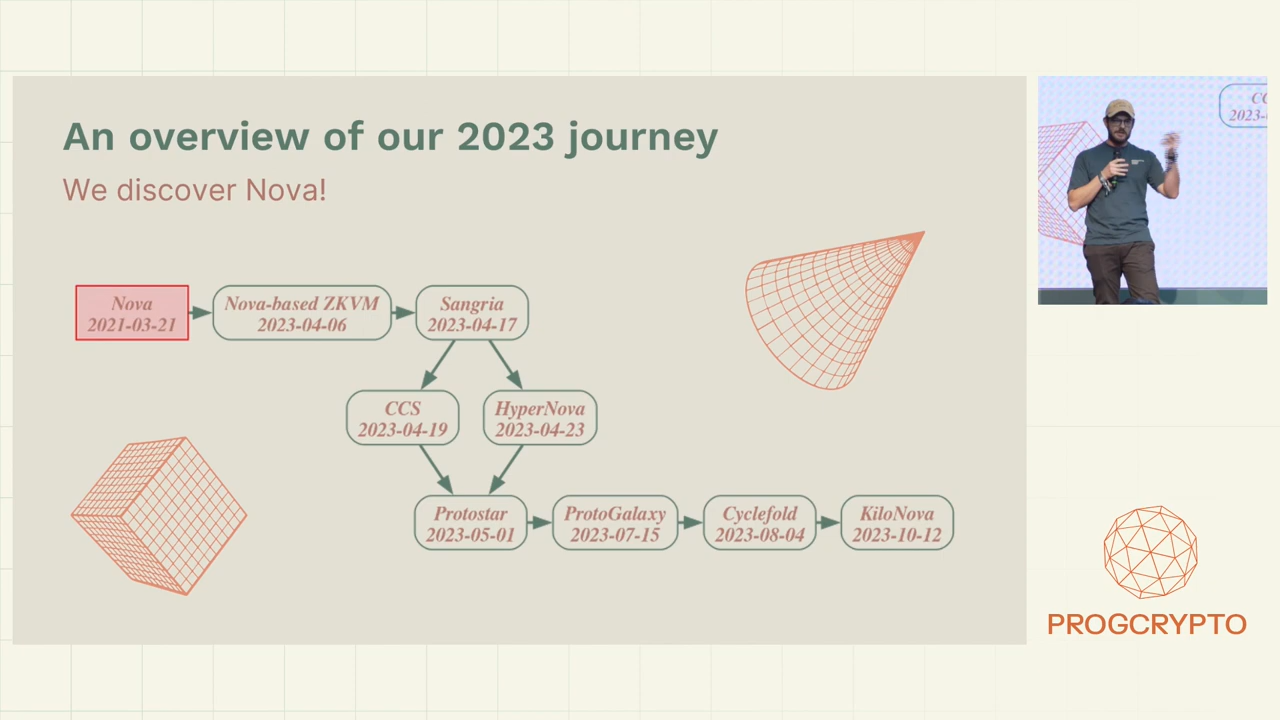 An overview of our 2023 journey
We discover Nova!
Nova
2021-03-21
Nova-based ZKVM
2023-04-06
Sangria
2023-04-17
CCS
2023-04-19
HyperNova
2023-04-23
Protostar
2023-05-01
ProtoGalaxy
2023-07-15
Cyclefold
2023-08-04
KiloNova
2023-10-12
PROGCRYPTO